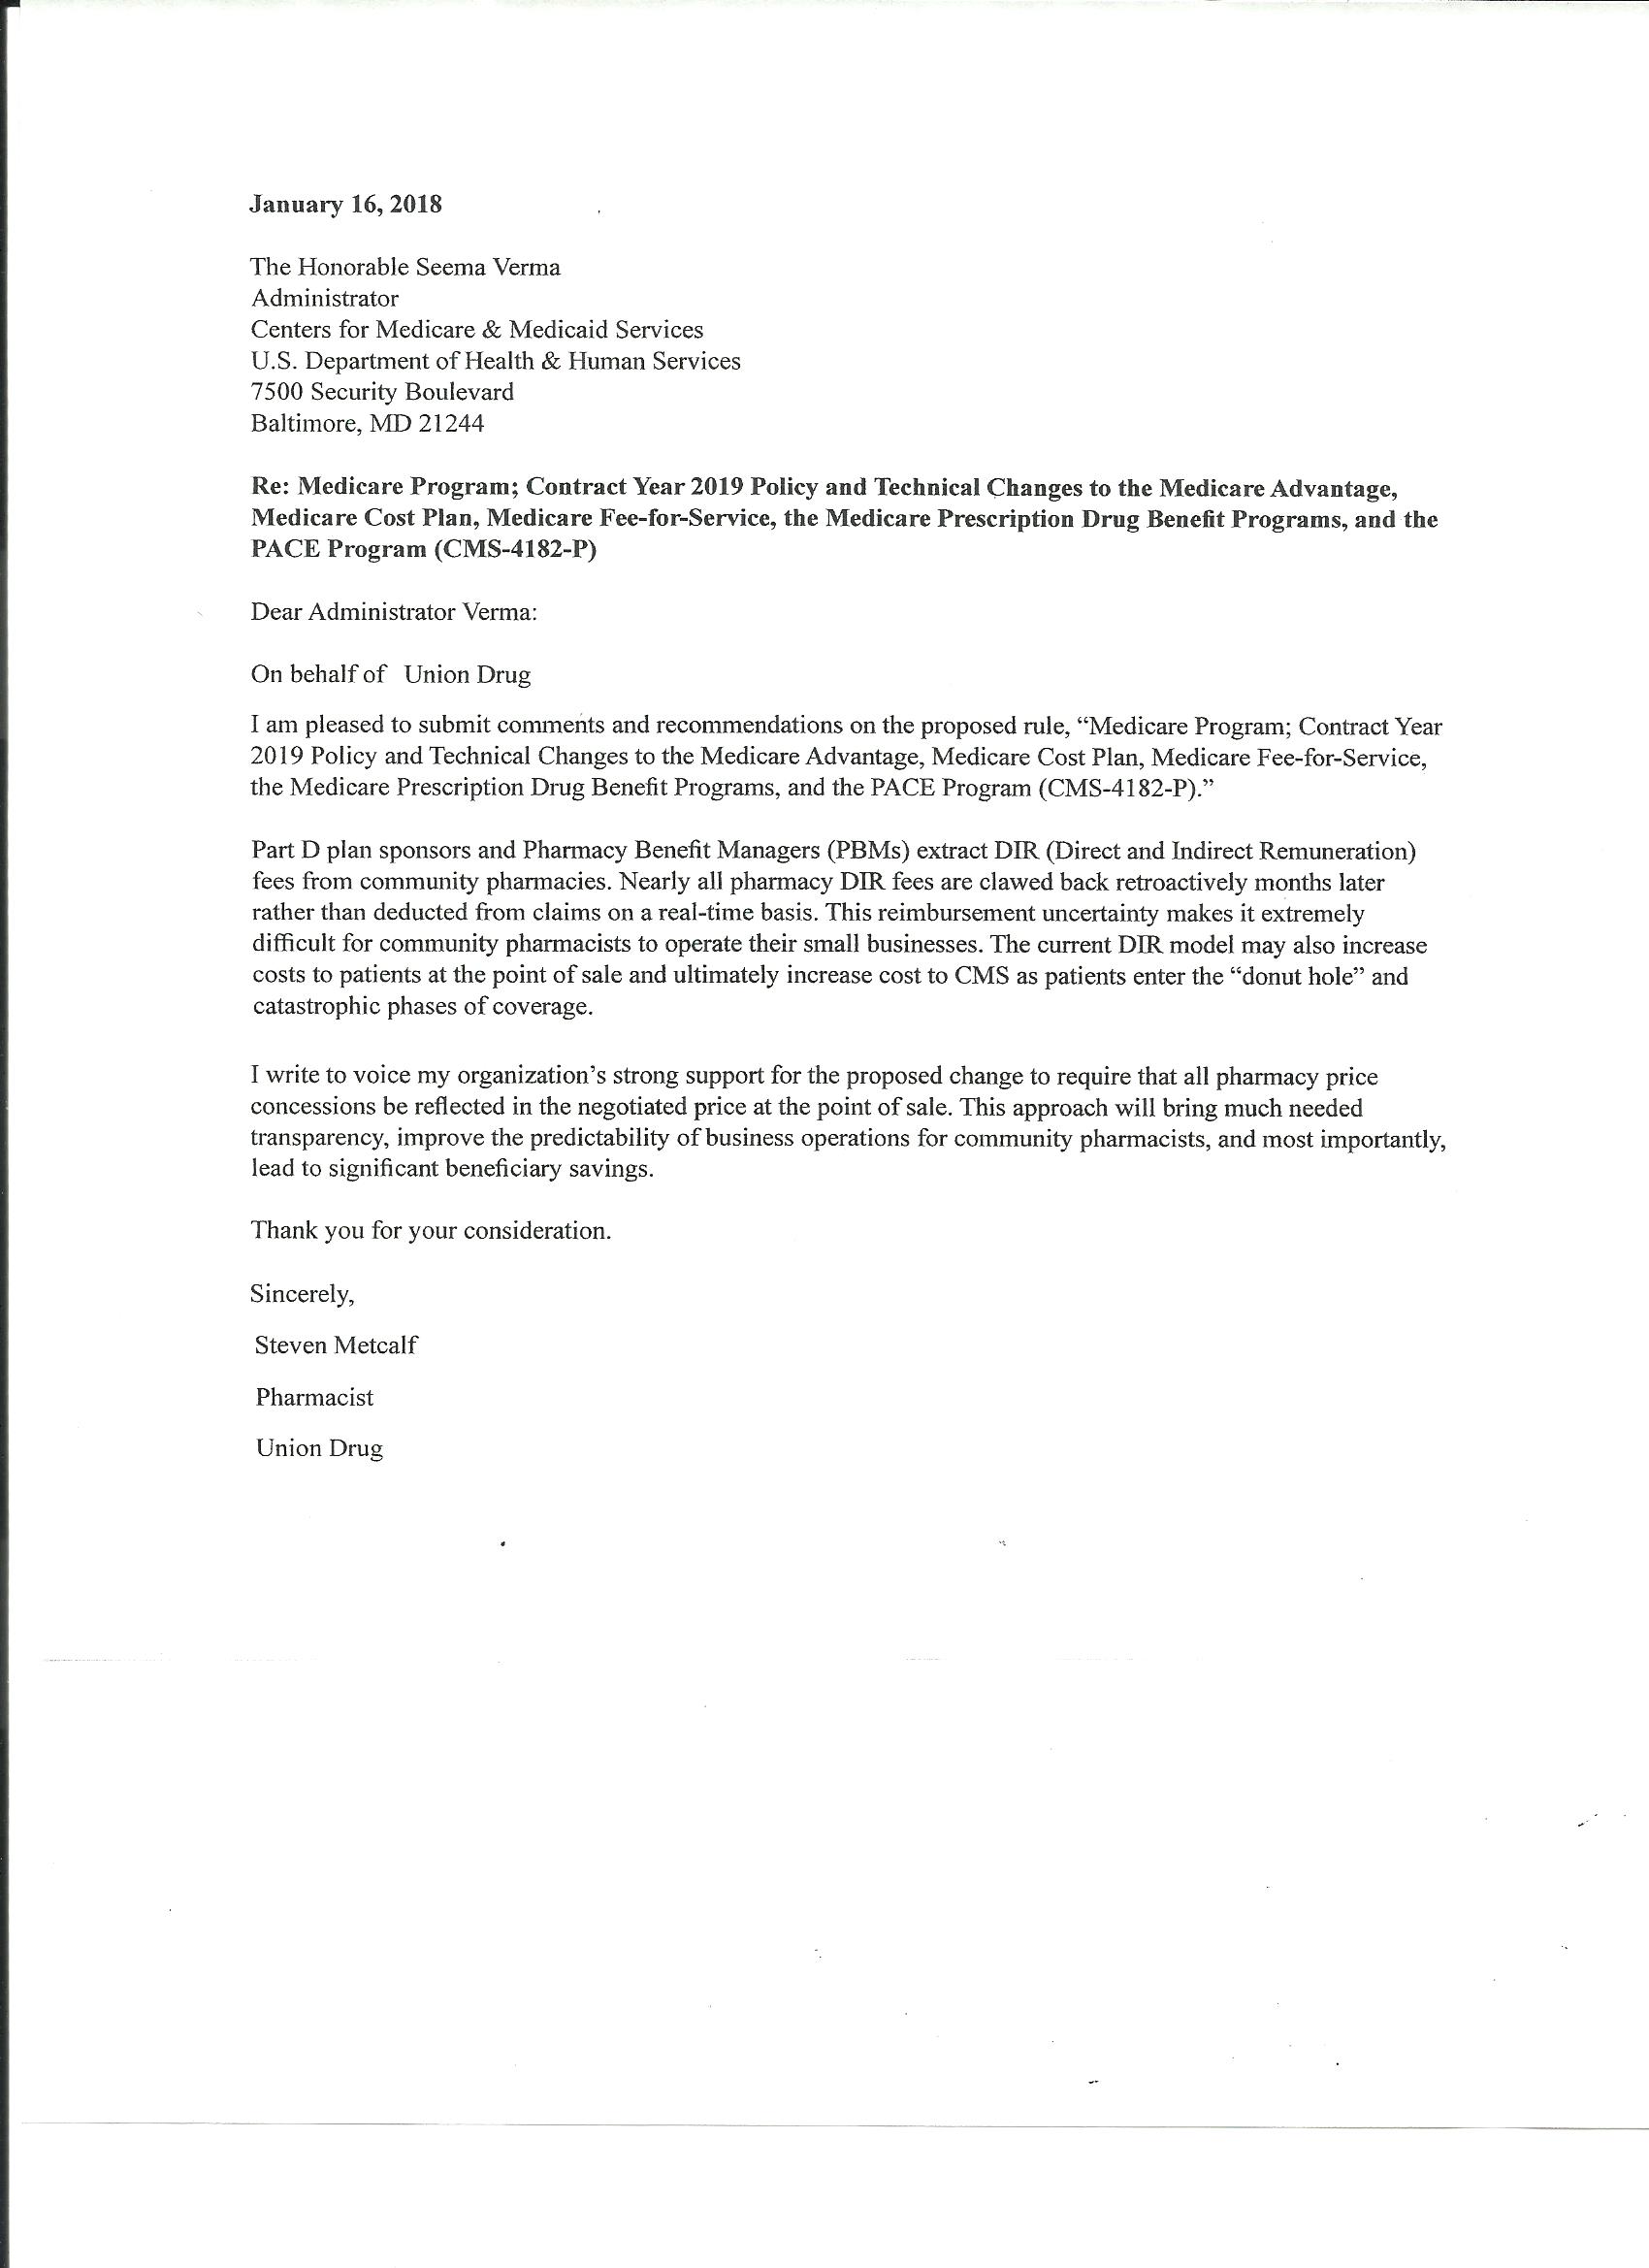 January 16, 2018
The Honorable Seema Verma
Administrator
Centers for Medicare & Medicaid Services
U.S. Department of Health & Human Services
7500 Security Boulevard
Baltimore, MD 21244
Re: Medicare Program; Contract Year 2019 Policy and Technical Changes to the Medicare Advantage,
Medicare Cost Plan, Medicare Fee-for-Service, the Medicare Prescription Drug Benefit Programs, and the
PACE Program (CMS-4182-P)
Dear Administrator Verma:
On behalf of Union Drug
I am pleased to submit comments and recommendations on the proposed rule, “Medicare Program; Contract Year
2019 Policy and Technical Changes to the Medicare Advantage, Medicare Cost Plan, Medicare Fee-for-Service,
the Medicare Prescription Drug Benefit Programs, and the PACE Program (CMS-4182-P).”
Part D plan sponsors and Pharmacy Benefit Managers (PBMs) extract DIR (Direct and Indirect Remuneration)
fees from community pharmacies. Nearly all pharmacy DIR fees are clawed back retroactively months later
rather than deducted from claims on a real-time basis. This reimbursement uncertainty makes it extremely
difficult for community pharmacists to operate their small businesses. The current DIR model may also increase
costs to patients at the point of sale and ultimately increase cost to CMS as patients enter the “donut hole” and
catastrophic phases of coverage.
I write to voice my organization’s strong support for the proposed change to require that all pharmacy price
concessions be reflected in the negotiated price at the point of sale. This approach will bring much needed
transparency, improve the predictability of business operations for community pharmacists, and most importantly,
lead to significant beneficiary savings.
Thank you for your consideration.
Sincerely,
Steven Metcalf
Pharmacist
Union Drug